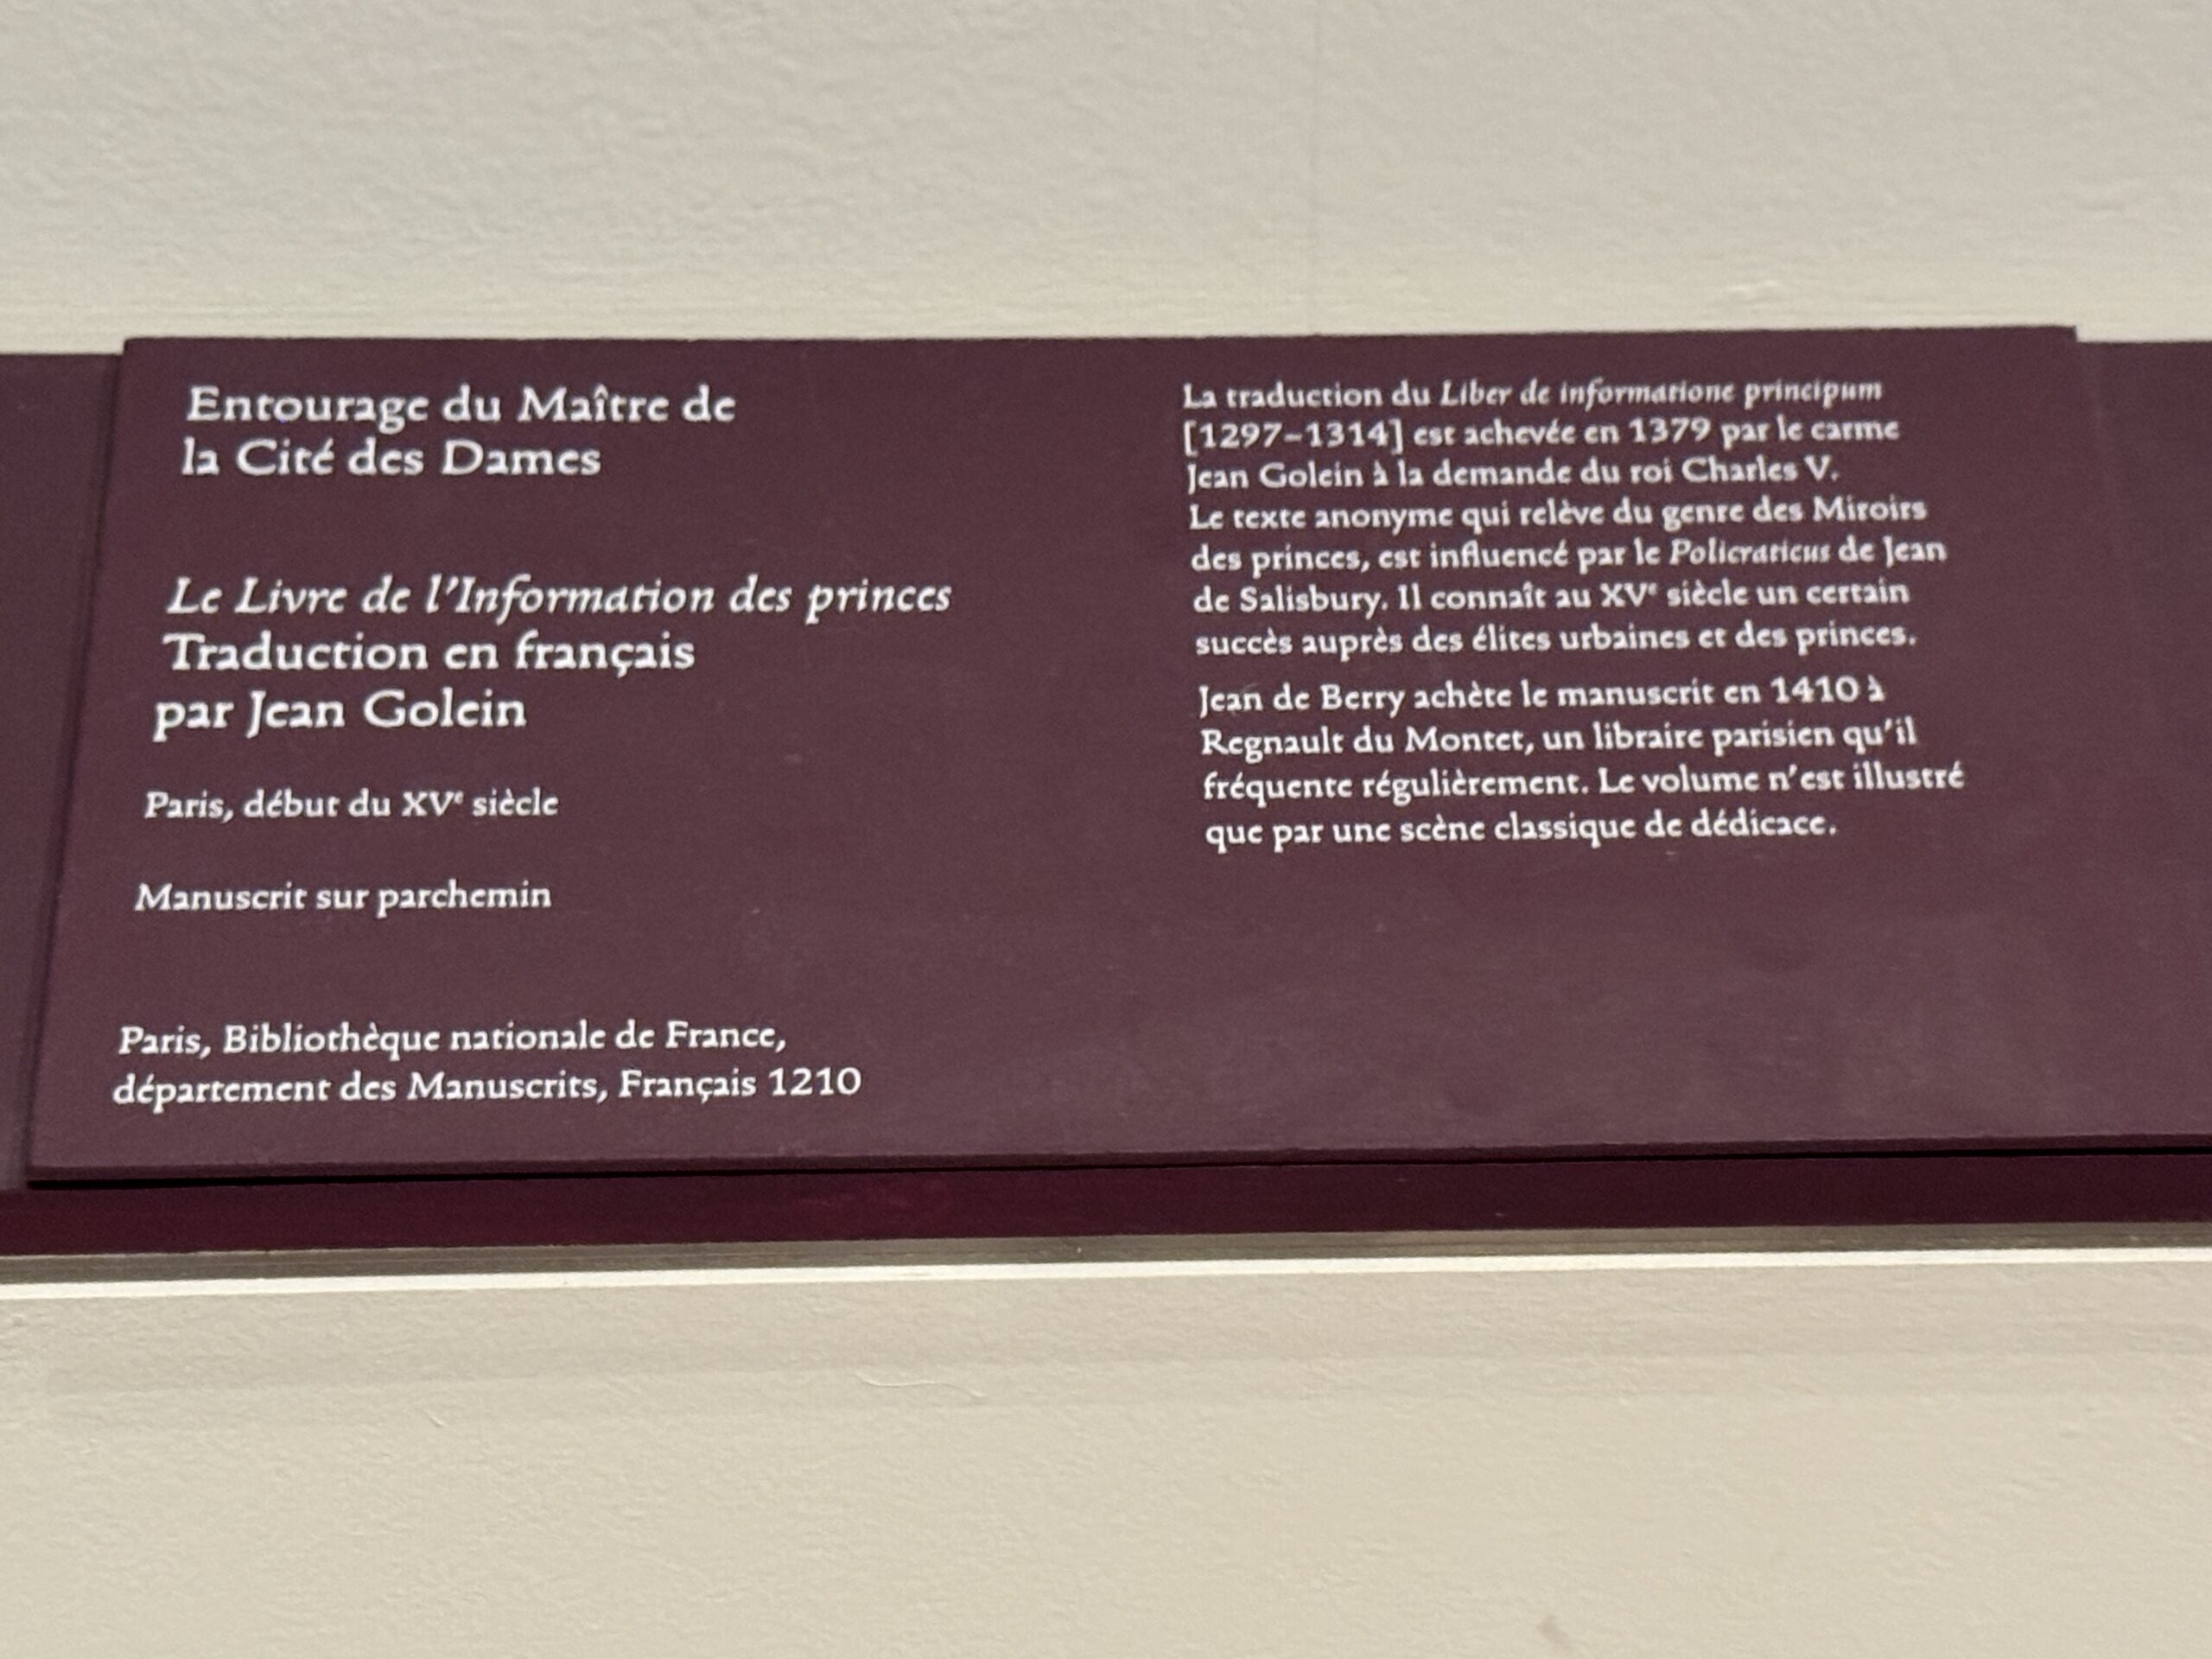 Entourage du Maître de
la Cité des Dames
Le Livre de l'Information des princes
Traduction en français
par Jean Golein
Paris, début du XVe siècle
Manuscrit sur parchemin
Paris, Bibliothèque nationale de France,
département des Manuscrits, Français 1210
La traduction du Liber de informatione principum
[1297-1314] est achevée en 1379 par le carme
Jean Golein à la demande du roi Charles V.
Le texte anonyme qui relève du genre des Miroirs
des princes, est influencé par le Policraticus de Jean
de Salisbury. Il connaît au XVe siècle un certain
succès auprès des élites urbaines et des princes.
Jean de Berry achète le manuscrit en 1410 à
Regnault du Montet, un libraire parisien qu'il
fréquente régulièrement. Le volume n'est illustré
que par une scène classique de dédicace.